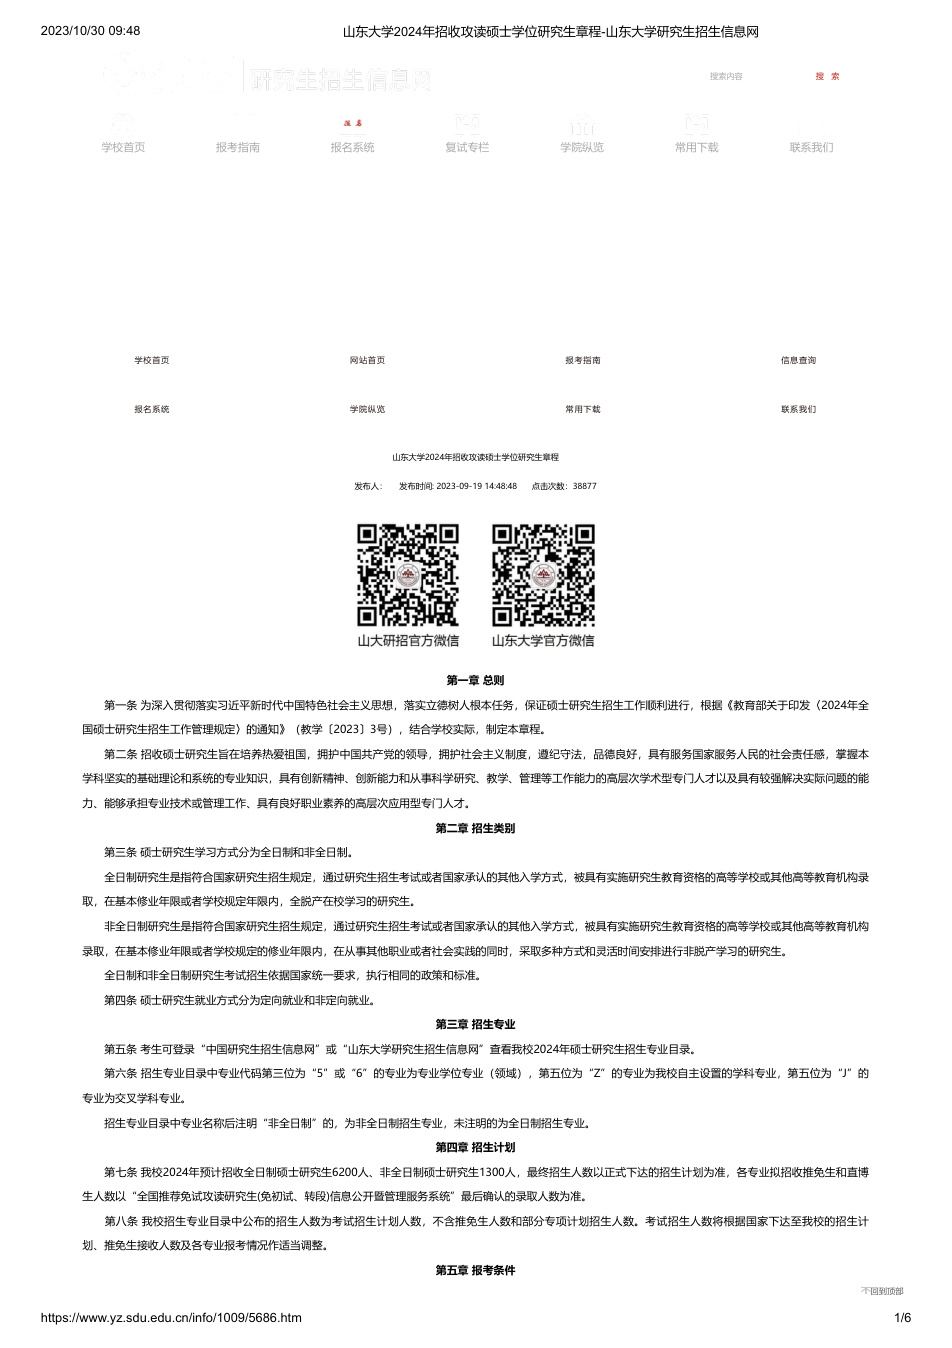 2023/10/30 09:48
山东大学2024年招收攻读硕士学位研究生章程-山东大学研究生招生信息网
研究生招生信息网
搜索内容
搜 索
报 名
学校首页
报考指南
报名系统
复试专栏
学院纵览
常用下载
联系我们
学校首页
网站首页
报考指南
信息查询
报名系统
学院纵览
常用下载
联系我们
山东大学2024年招收攻读硕士学位研究生章程
发布人： 发布时间: 2023-09-19 14:48:48 点击次数：38877
山大研招官方微信
山东大学官方微信
第一章 总则
第一条 为深入贯彻落实习近平新时代中国特色社会主义思想，落实立德树人根本任务，保证硕士研究生招生工作顺利进行，根据《教育部关于印发〈2024年全
国硕士研究生招生工作管理规定〉的通知》（教学〔2023〕3号），结合学校实际，制定本章程。
第二条 招收硕士研究生旨在培养热爱祖国，拥护中国共产党的领导，拥护社会主义制度，遵纪守法，品德良好，具有服务国家服务人民的社会责任感，掌握本
学科坚实的基础理论和系统的专业知识，具有创新精神、创新能力和从事科学研究、教学、管理等工作能力的高层次学术型专门人才以及具有较强解决实际问题的能
力、能够承担专业技术或管理工作、具有良好职业素养的高层次应用型专门人才。
第二章 招生类别
第三条 硕士研究生学习方式分为全日制和非全日制。
全日制研究生是指符合国家研究生招生规定，通过研究生招生考试或者国家承认的其他入学方式，被具有实施研究生教育资格的高等学校或其他高等教育机构录
取，在基本修业年限或者学校规定年限内，全脱产在校学习的研究生。
非全日制研究生是指符合国家研究生招生规定，通过研究生招生考试或者国家承认的其他入学方式，被具有实施研究生教育资格的高等学校或其他高等教育机构
录取，在基本修业年限或者学校规定的修业年限内，在从事其他职业或者社会实践的同时，采取多种方式和灵活时间安排进行非脱产学习的研究生。
全日制和非全日制研究生考试招生依据国家统一要求，执行相同的政策和标准。
第四条 硕士研究生就业方式分为定向就业和非定向就业。
第三章 招生专业
第五条 考生可登录“中国研究生招生信息网”或“山东大学研究生招生信息网”查看我校2024年硕士研究生招生专业目录。
第六条 招生专业目录中专业代码第三位为“5”或“6”的专业为专业学位专业（领域），第五位为“Z”的专业为我校自主设置的学科专业，第五位为“J”的
专业为交叉学科专业。
招生专业目录中专业名称后注明“非全日制”的，为非全日制招生专业，未注明的为全日制招生专业。
第四章 招生计划
第七条 我校2024年预计招收全日制硕士研究生6200人、非全日制硕士研究生1300人，最终招生人数以正式下达的招生计划为准，各专业拟招收推免生和直博
生人数以“全国推荐免试攻读研究生(免初试、转段)信息公开暨管理服务系统”最后确认的录取人数为准。
第八条 我校招生专业目录中公布的招生人数为考试招生计划人数，不含推免生人数和部分专项计划招生人数。考试招生人数将根据国家下达至我校的招生计
划、推免生接收人数及各专业报考情况作适当调整。
第五章 报考条件
回到顶部
https://www.yz.sdu.edu.cn/info/1009/5686.htm
1/6